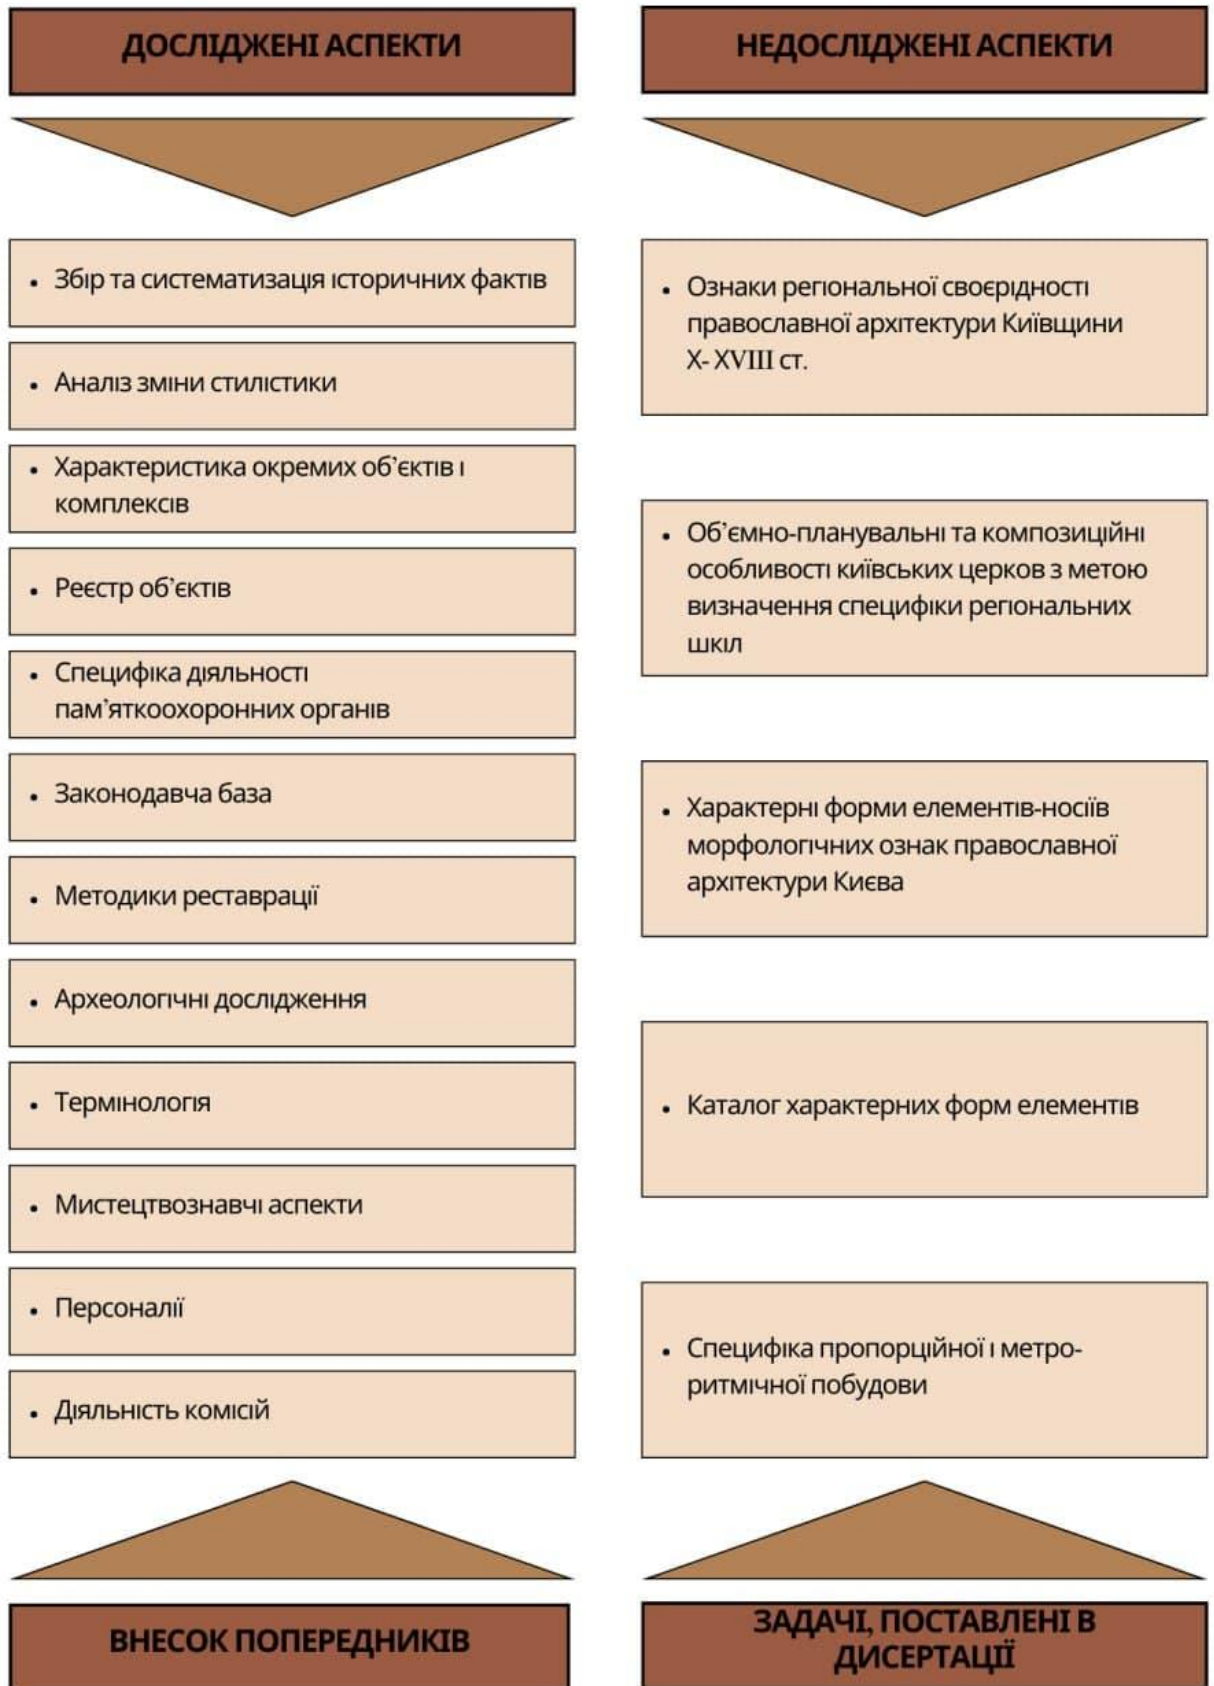 ДОСЛІДЖЕНІ АСПЕКТИ
• Збір та систематизація історичних фактів
• Аналіз зміни стилістики
• Характеристика окремих об’єктів і
комплексів
• Реєстр об’єктів
• Специфіка діяльності
пам’яткоохоронних органів
• Законодавча база
• Методики реставрації
• Археологічні дослідження
• Термінологія
• Мистецтвознавчі аспекти
• Персоналії
• Діяльність комісій
ВНЕСОК ПОПЕРЕДНИКІВ
НЕДОСЛІДЖЕНІ АСПЕКТИ
• Ознаки регіональної своєрідності
православної архітектури Київщини
X- XVIII ст.
• Об’ємно-планувальні та композиційні
особливості київських церков з метою
визначення специфіки регіональних
шкіл
• Характерні форми елементів-носіїв
морфологічних ознак православної
архітектури Києва
• Каталог характерних форм елементів
• Специфіка пропорційної і метро-
ритмічної побудови
ЗАДАЧІ, ПОСТАВЛЕНІ В
ДИСЕРТАЦІЇ